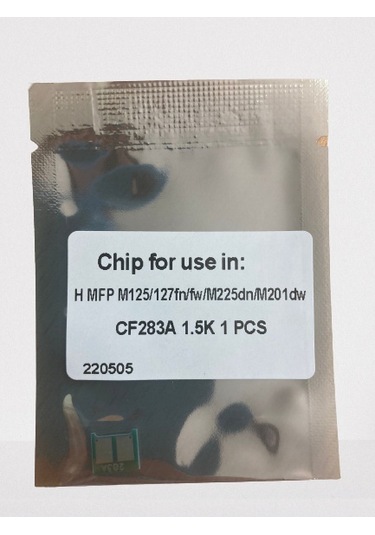 Chip for use in:
H MFP M125/127fn/fw/M225dn/M201dw
CF283A 1.5K 1 PCS
220505